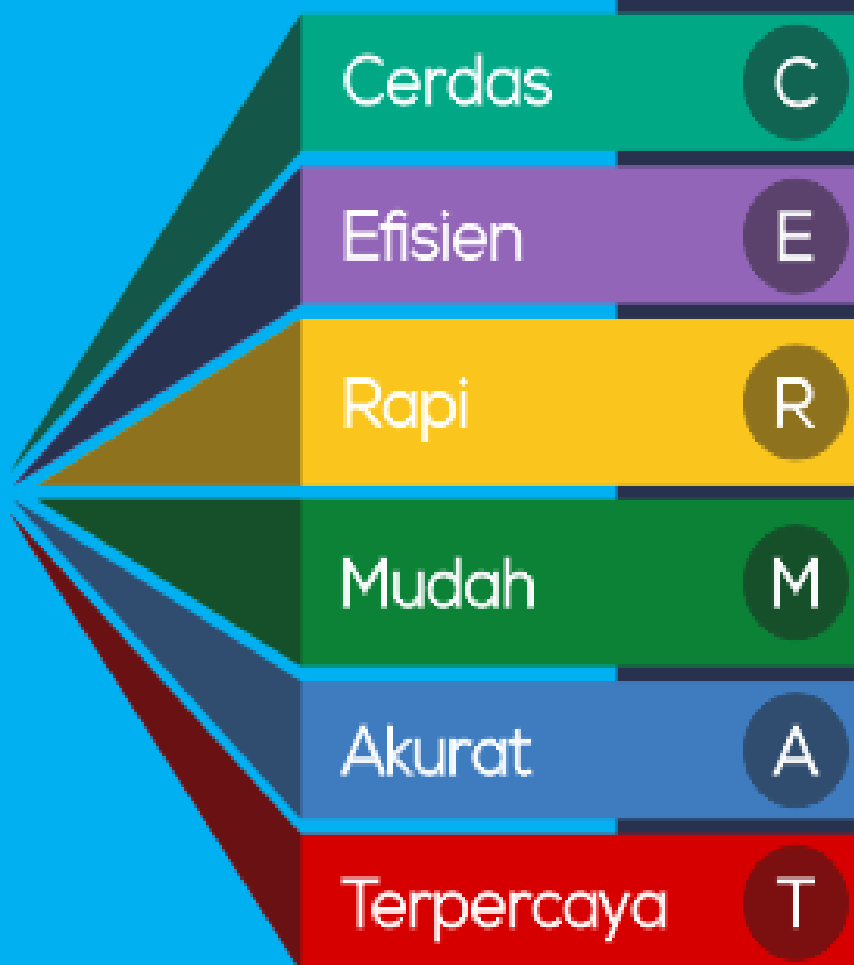 Cerdas C
Efisien E
Rapi R
Mudah M
Akurat A
Terpercaya T